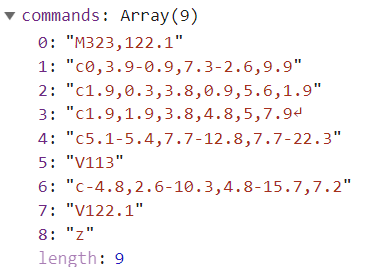 ▼ commands: Array(9)
0: "M323,122.1"
1: "c0,3.9-0.9,7.3-2.6,9.9"
2: "c1.9,0.3,3.8,0.9,5.6,1.9"
3: "c1.9,1.9,3.8,4.8,5,7.9↵"
4: "c5.1-5.4,7.7-12.8,7.7-22.3"
5: "V113"
6: "c-4.8,2.6-10.3,4.8-15.7,7.2"
7: "V122.1"
8: "z"
length: 9